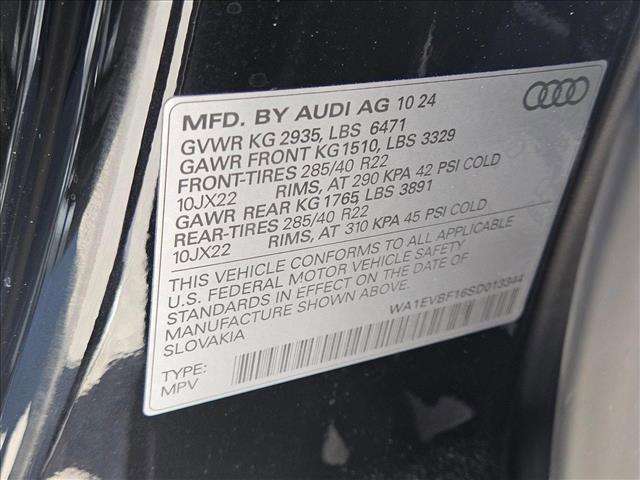 MFD. BY AUDI AG 10 24
GVWR KG 2935, LBS 6471
GAWR FRONT KG 1510, LBS 3329
FRONT-TIRES 285/40 R22
10JX22 RIMS, AT 290 KPA 42 PSI COLD
GAWR REAR KG 1765, LBS 3891
REAR-TIRES 285/40 R22
10JX22 RIMS, AT 310 KPA 45 PSI COLD
THIS VEHICLE CONFORMS TO ALL APPLICABLE
U.S. FEDERAL MOTOR VEHICLE SAFETY
STANDARDS IN EFFECT ON THE DATE OF
MANUFACTURE SHOWN ABOVE.
SLOVAKIA
WA1EVBF16SD013344
TYPE:
MPV